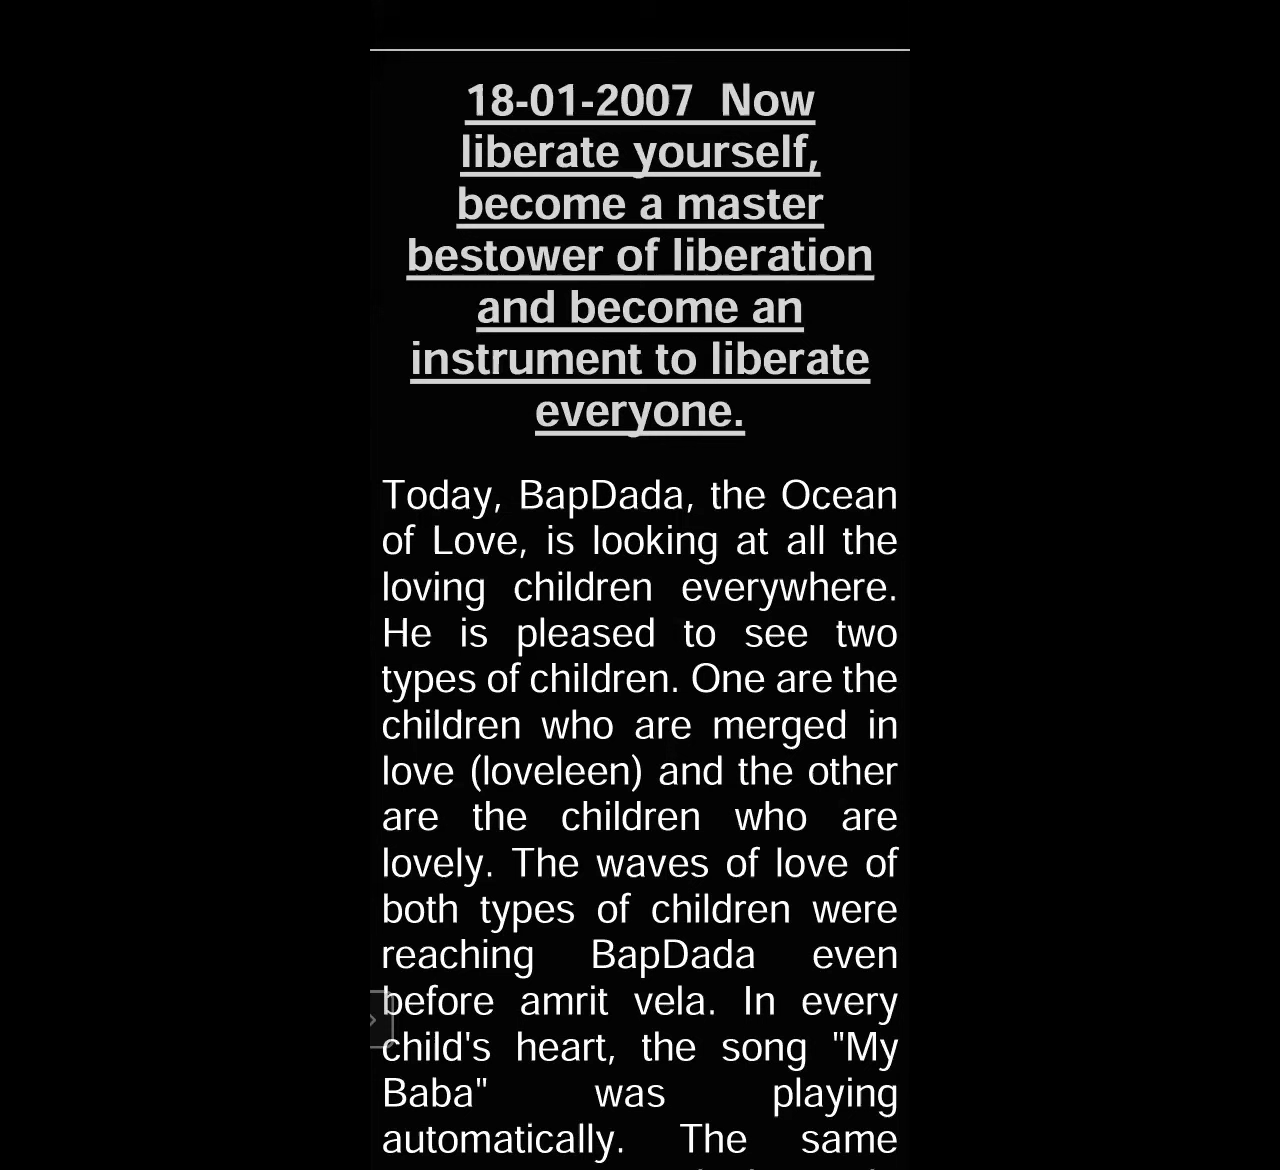 18-01-2007  Now
liberate yourself,
become a master
bestower of liberation
and become an
instrument to liberate
everyone.
Today, BapDada, the Ocean
of Love, is looking at all the
loving children everywhere.
He is pleased to see two
types of children. One are the
children who are merged in
love (loveleen) and the other
are the children who are
lovely. The waves of love of
both types of children were
reaching BapDada even
before amrit vela. In every
child's heart, the song "My
Baba" was playing
automatically. The same